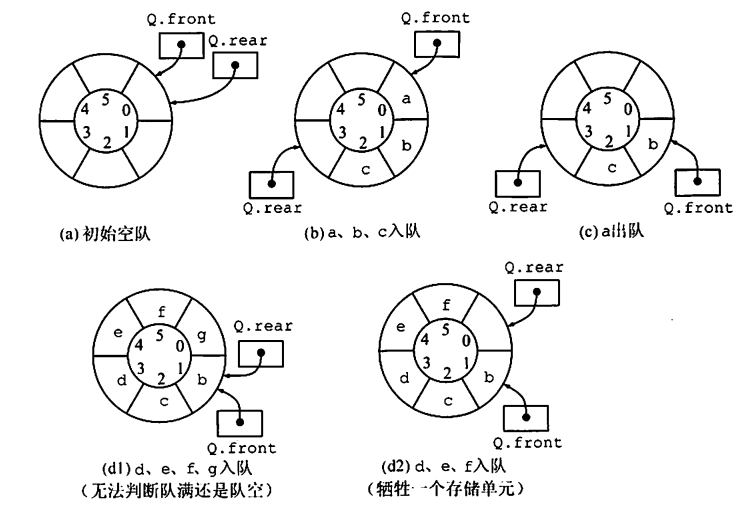 Q.front
Q.rear
5
4 0
3 1
2
(a)初始空队
Q.front
a
5
4 0
3 1
2
b
c
Q.rear
(b)a、b、c入队
5
4 0
3 1
2
b
c
Q.rear
Q.front
(c)a出队
f
e g
5
4 0
3 1
2
d b
c
Q.rear
Q.front
(d1)d、e、f、g入队
（无法判断队满还是队空）
Q.rear
f
e
5
4 0
3 1
2
d b
c
Q.front
(d2)d、e、f入队
（牺牲一个存储单元）